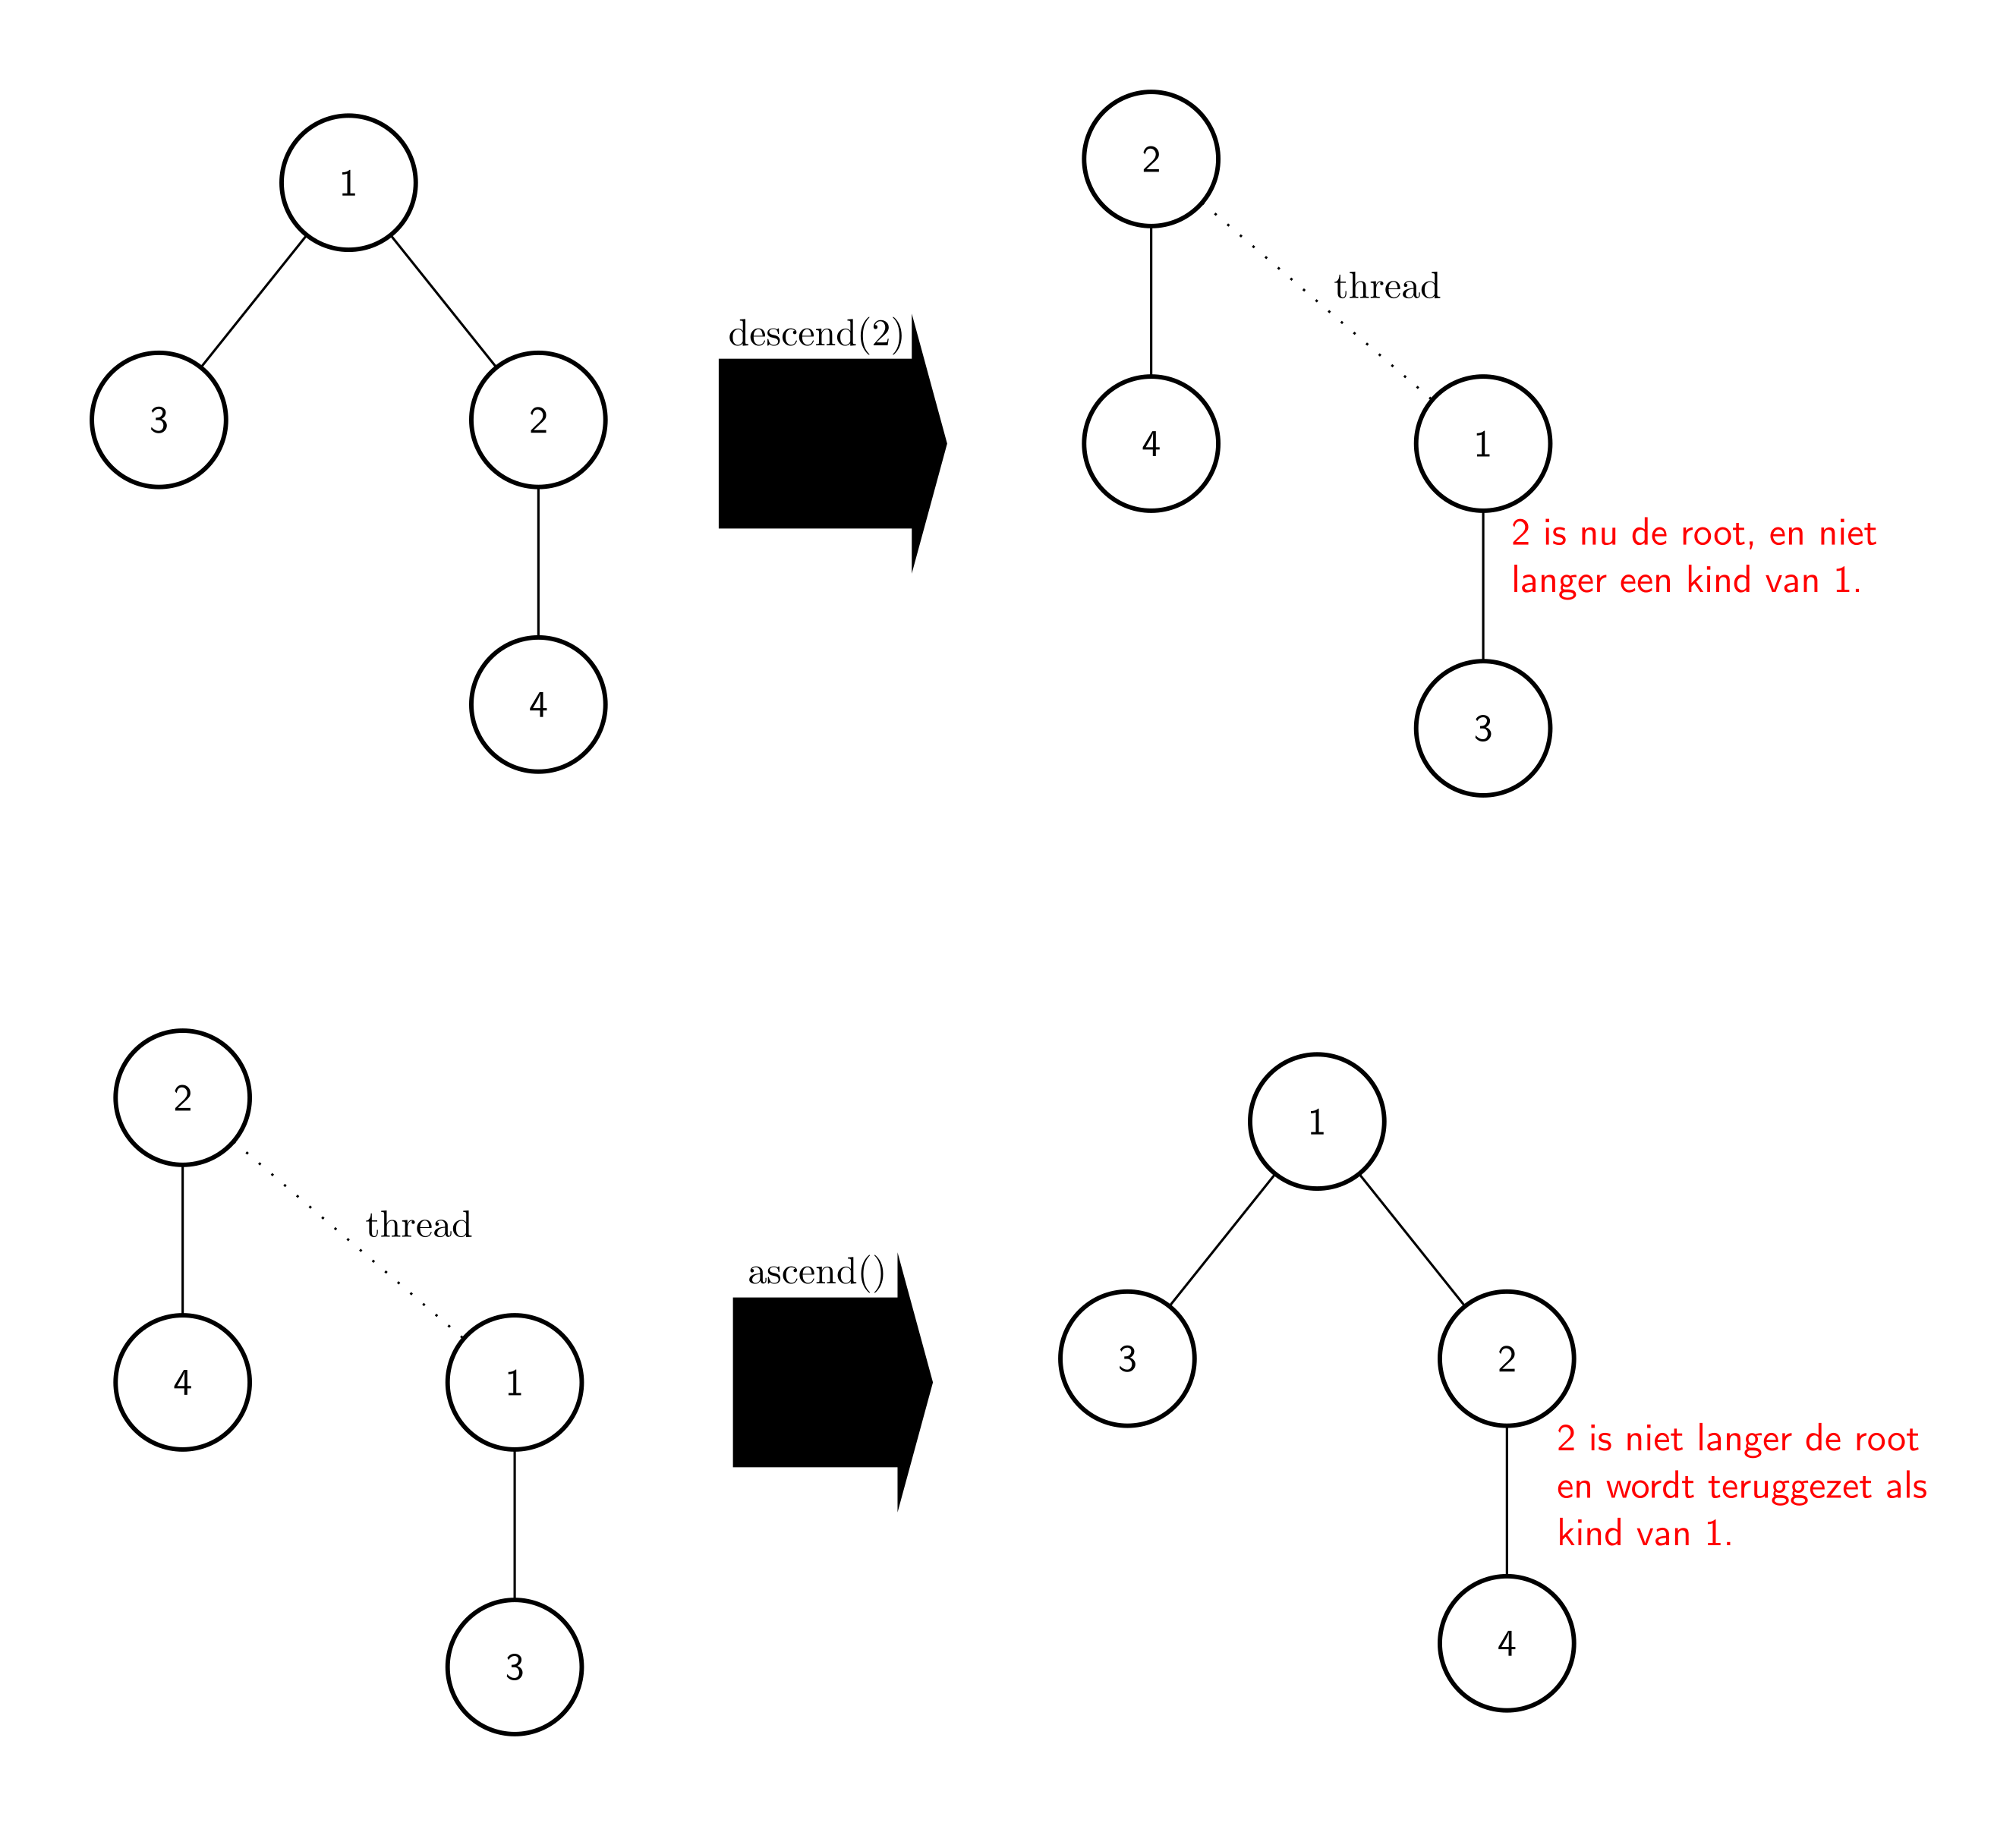 1
3
2
4
descend(2)
2
thread
4
1
2 is nu de root, en niet
langer een kind van 1.
3
2
thread
4
1
3
ascend()
1
3
2
2 is niet langer de root
en wordt teruggezet als
kind van 1.
4